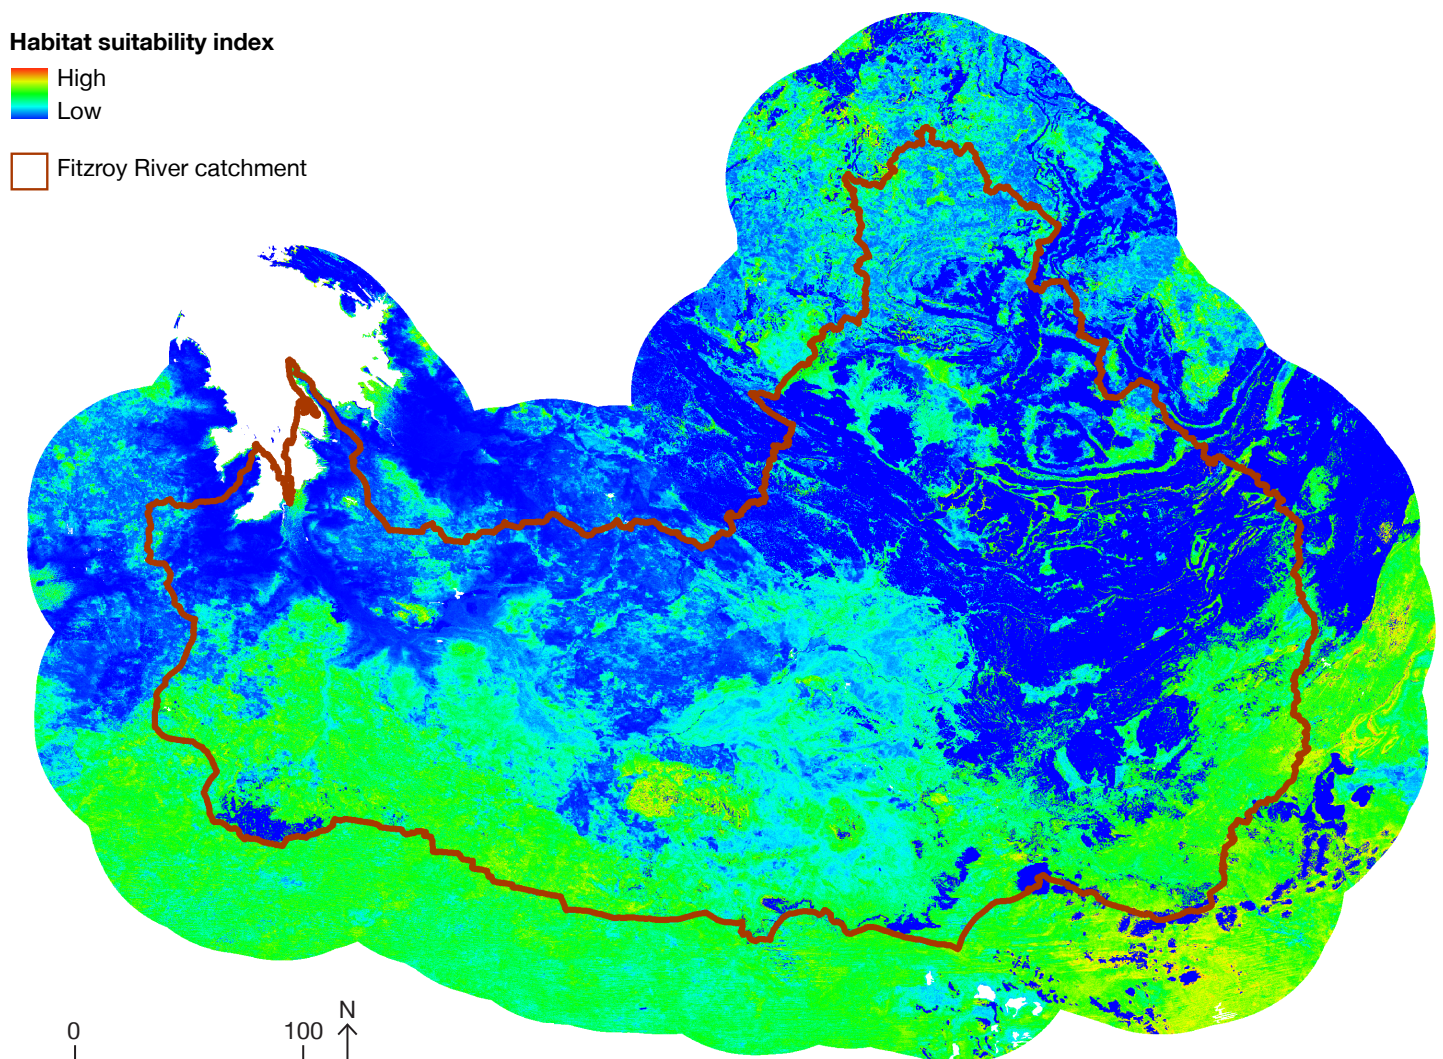 Habitat suitability index
High
Low
Fitzroy River catchment
N
0 100